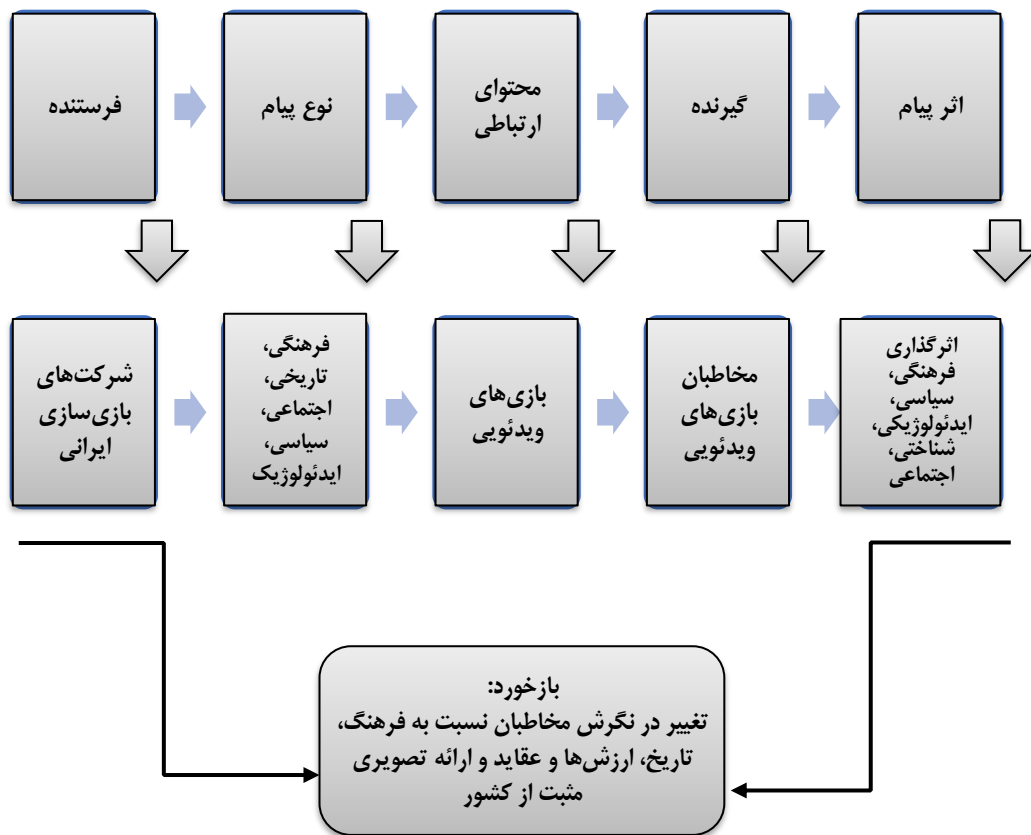 فرستنده
نوع پیام
محتوای
ارتباطی
گیرنده
اثر پیام
شرکت‌های
بازی‌سازی
ایرانی
فرهنگی،
تاریخی،
اجتماعی،
سیاسی،
ایدئولوژیک
بازی‌های
ویدئویی
مخاطبان
بازی‌های
ویدئویی
اثرگذاری
فرهنگی،
سیاسی،
ایدئولوژیکی،
شناختی،
اجتماعی
بازخورد:
تغییر در نگرش مخاطبان نسبت به فرهنگ،
تاریخ، ارزش‌ها و عقاید و ارائه تصویری
مثبت از کشور